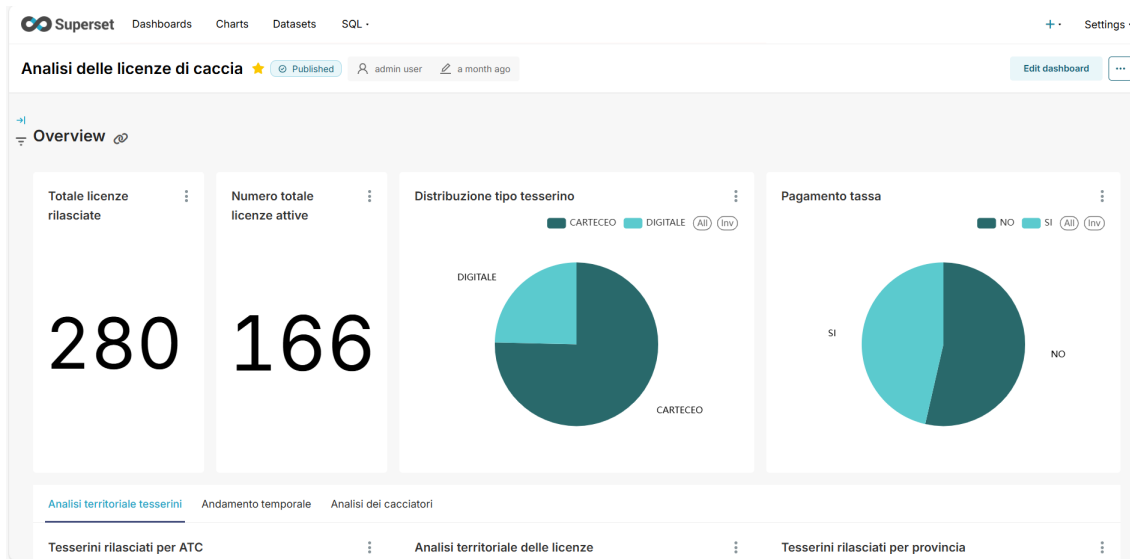 Superset Dashboards Charts Datasets SQL + Settings
Analisi delle licenze di caccia Published admin user a month ago Edit dashboard ...
Overview
Totale licenze rilasciate
280
Numero totale licenze attive
166
Distribuzione tipo tesserino
CARTECEO DIGITALE All Inv
DIGITALE
CARTECEO
Pagamento tassa
NO SI All Inv
SI
NO
Analisi territoriale tesserini Andamento temporale Analisi dei cacciatori
Tesserini rilasciati per ATC Analisi territoriale delle licenze Tesserini rilasciati per provincia